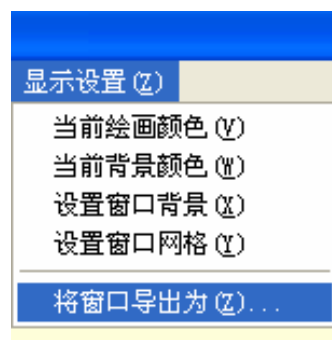 显示设置(Z)
当前绘画颜色(V)
当前背景颜色(W)
设置窗口背景(X)
设置窗口网格(Y)
将窗口导出为(Z)...